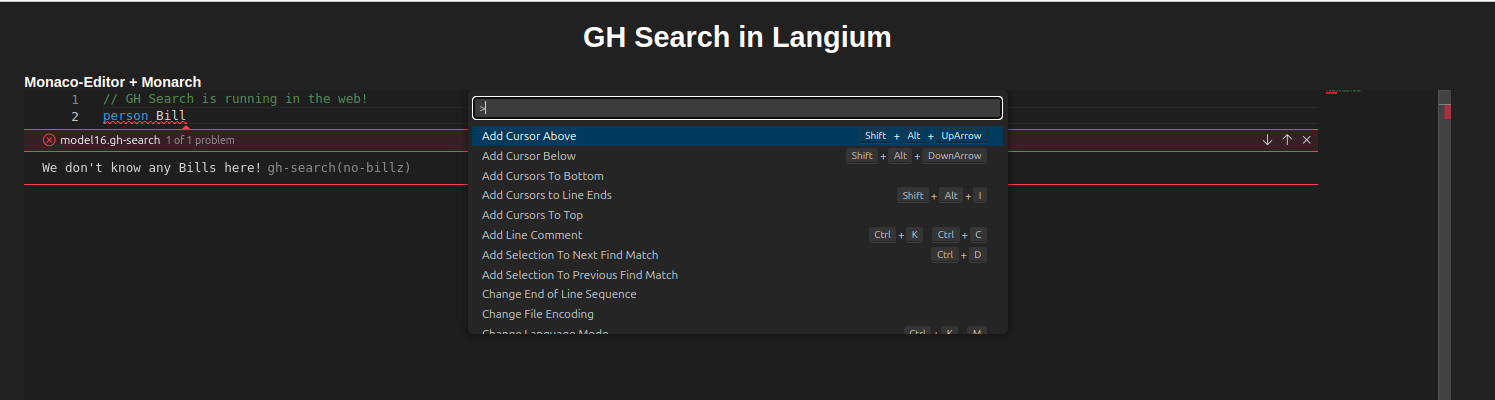 GH Search in Langium
Monaco-Editor + Monarch
1 // GH Search is running in the web!
2 person Bill
model16.gh-search 1 of 1 problem
We don't know any Bills here! gh-search(no-billz)
>
Add Cursor Above Shift + Alt + UpArrow
Add Cursor Below Shift + Alt + DownArrow
Add Cursors To Bottom
Add Cursors to Line Ends Shift + Alt + I
Add Cursors To Top
Add Line Comment Ctrl + K Ctrl + C
Add Selection To Next Find Match Ctrl + D
Add Selection To Previous Find Match
Change End of Line Sequence
Change File Encoding
Change Language Mode Ctrl + K M